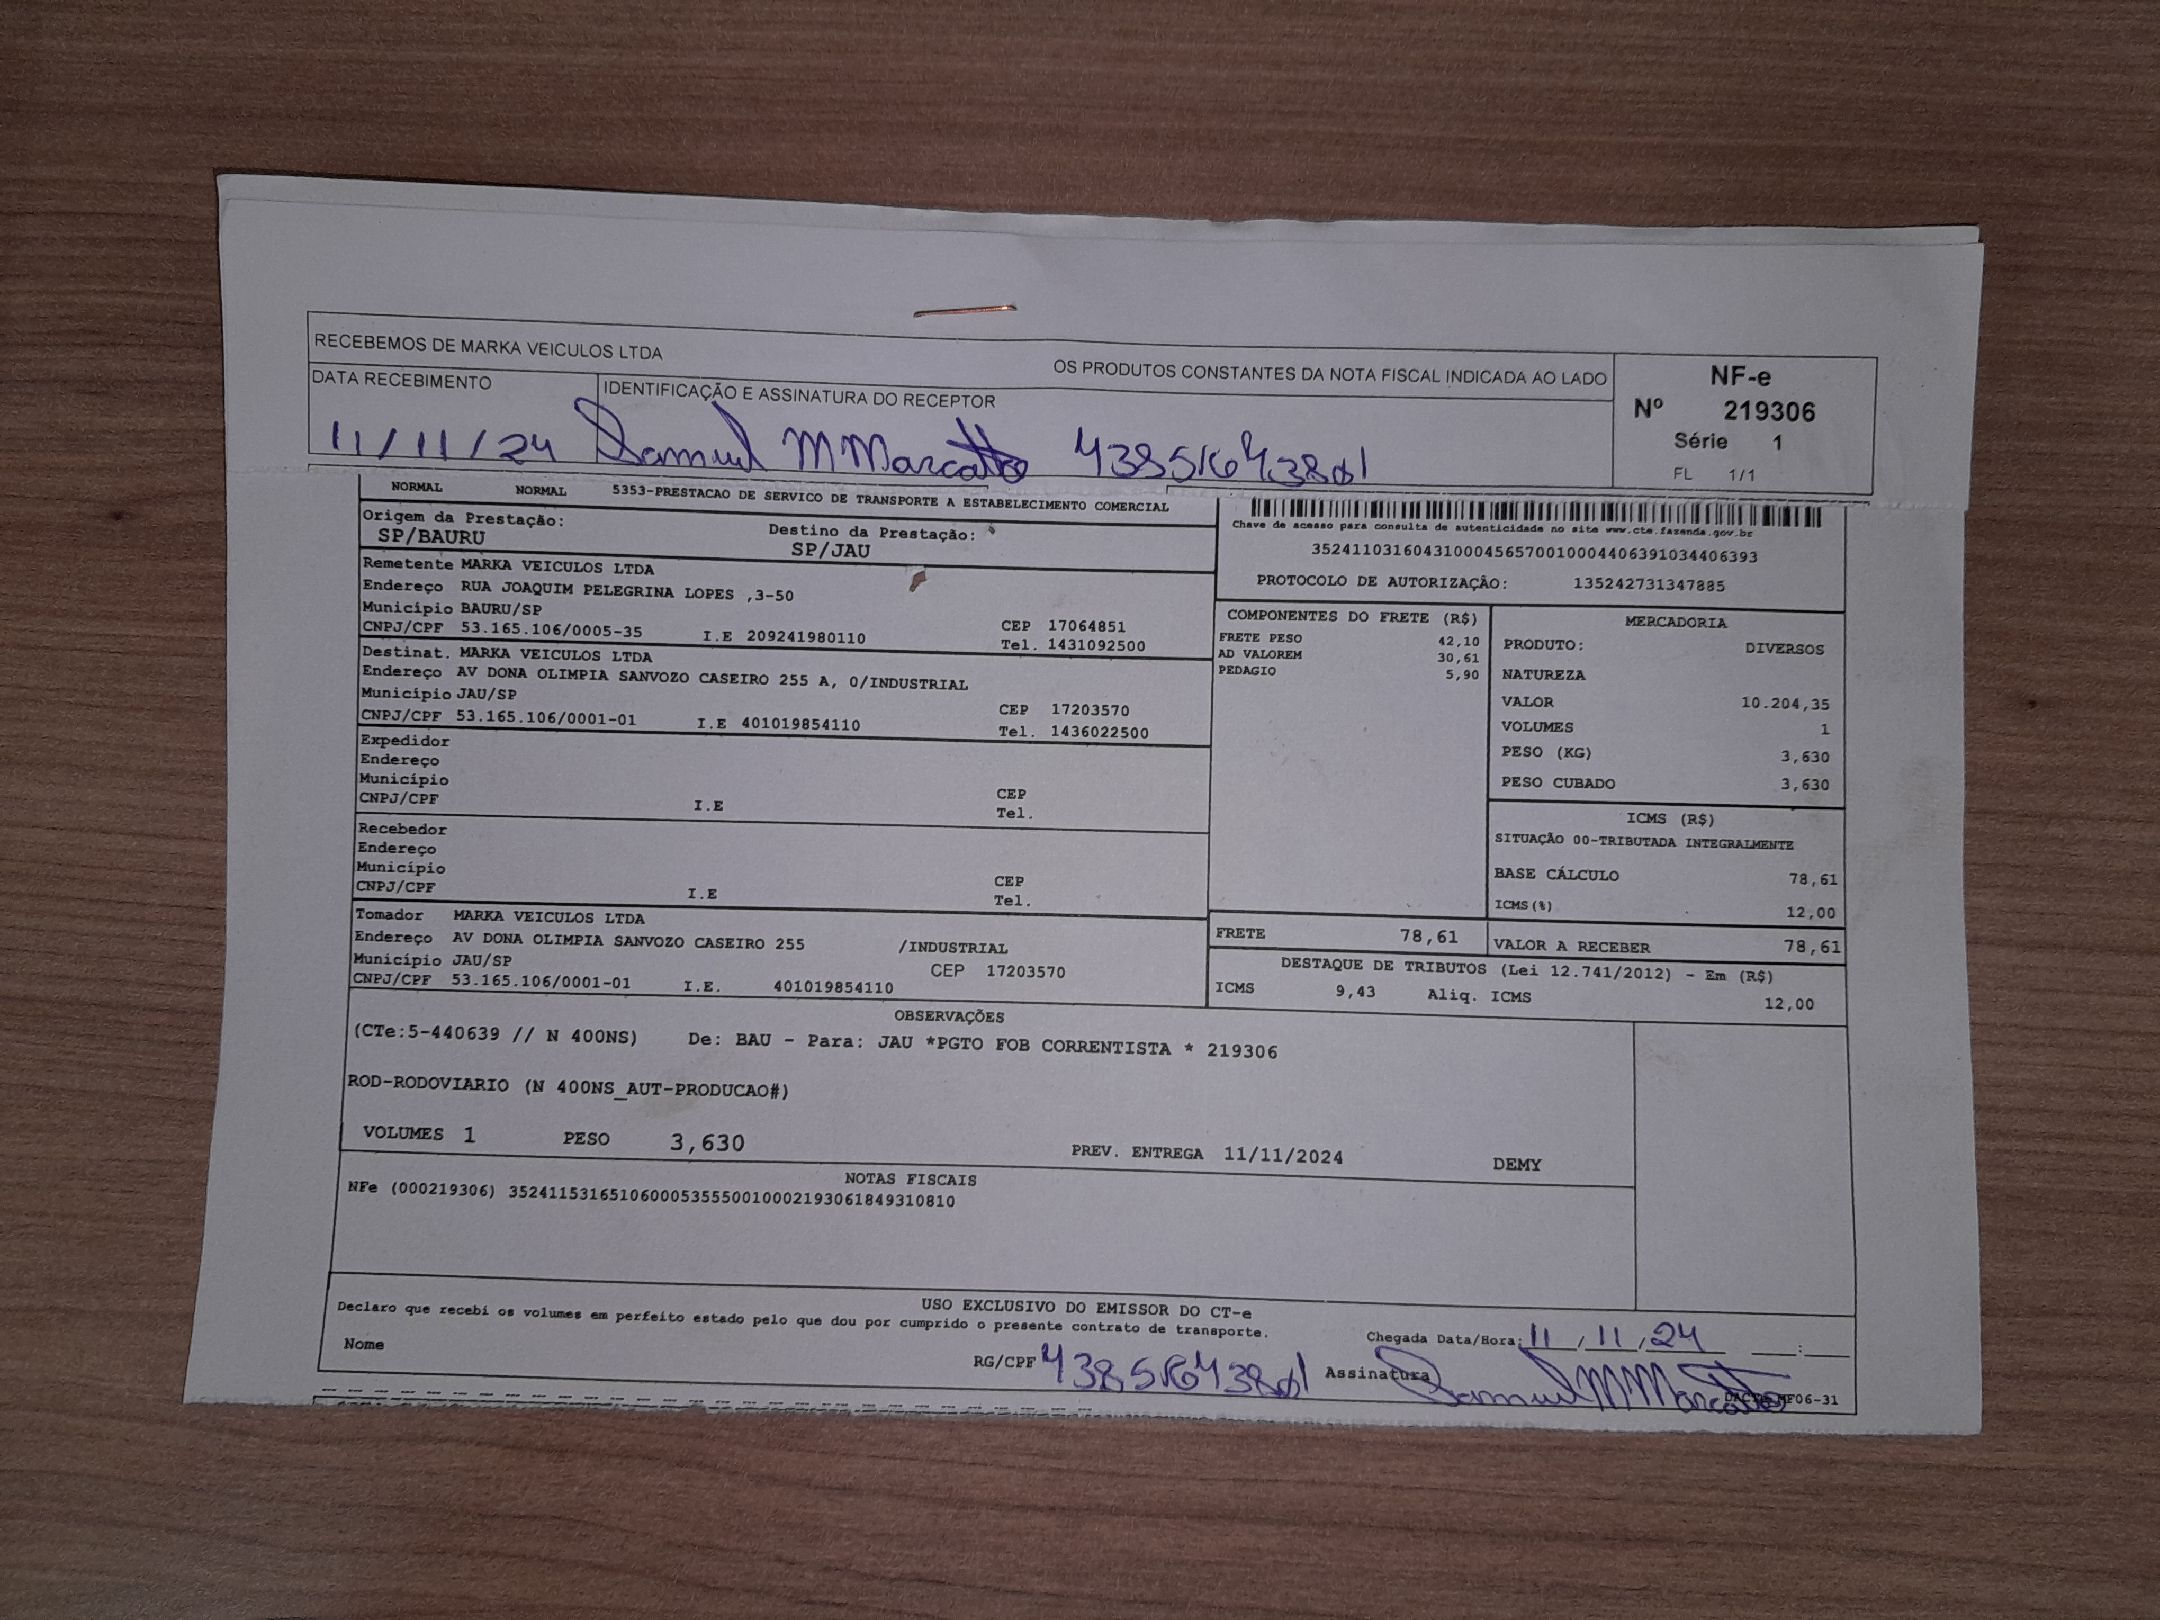 RECEBEMOS DE MARKA VEICULOS LTDA OS PRODUTOS CONSTANTES DA NOTA FISCAL INDICADA AO LADO
DATA RECEBIMENTO IDENTIFICAÇÃO E ASSINATURA DO RECEPTOR
11/11/24 Samuel M Marcatto
NF-e
Nº 219306
Série 1
FL 1/1
NORMAL NORMAL 5353-PRESTACAO DE SERVICO DE TRANSPORTE A ESTABELECIMENTO COMERCIAL
Origem da Prestação: Destino da Prestação:
SP/BAURU SP/JAU
Chave de acesso para consulta de autenticidade no site www.cte.fazenda.gov.br
35241103160431000456570010004406391034406393
PROTOCOLO DE AUTORIZAÇÃO: 135242731347885
Remetente MARKA VEICULOS LTDA
Endereço RUA JOAQUIM PELEGRINA LOPES ,3-50
Município BAURU/SP CEP 17064851
CNPJ/CPF 53.165.106/0005-35 I.E 209241980110 Tel. 1431092500
Destinat. MARKA VEICULOS LTDA
Endereço AV DONA OLIMPIA SANVOZO CASEIRO 255 A, 0/INDUSTRIAL
Município JAU/SP CEP 17203570
CNPJ/CPF 53.165.106/0001-01 I.E 401019854110 Tel. 1436022500
Expedidor
Endereço
Município CEP
CNPJ/CPF I.E Tel.
Recebedor
Endereço
Município CEP
CNPJ/CPF I.E Tel.
Tomador MARKA VEICULOS LTDA
Endereço AV DONA OLIMPIA SANVOZO CASEIRO 255 /INDUSTRIAL
Município JAU/SP CEP 17203570
CNPJ/CPF 53.165.106/0001-01 I.E. 401019854110
COMPONENTES DO FRETE (R$)
FRETE PESO 42,10
AD VALOREM 30,61
PEDAGIO 5,90
MERCADORIA
PRODUTO: DIVERSOS
NATUREZA
VALOR 10.204,35
VOLUMES 1
PESO (KG) 3,630
PESO CUBADO 3,630
ICMS (R$)
SITUAÇÃO 00-TRIBUTADA INTEGRALMENTE
BASE CÁLCULO 78,61
ICMS(%) 12,00
FRETE 78,61 VALOR A RECEBER 78,61
DESTAQUE DE TRIBUTOS (Lei 12.741/2012) - Em (R$)
ICMS 9,43 Aliq. ICMS 12,00
OBSERVAÇÕES
(CTe:5-440639 // N 400NS) De: BAU - Para: JAU *PGTO FOB CORRENTISTA * 219306
ROD-RODOVIARIO (N 400NS_AUT-PRODUCAO#)
VOLUMES 1 PESO 3,630 PREV. ENTREGA 11/11/2024 DEMY
NOTAS FISCAIS
NFe (000219306) 35241153165106000535550010002193061849310810
USO EXCLUSIVO DO EMISSOR DO CT-e
Declaro que recebi os volumes em perfeito estado pelo que dou por cumprido o presente contrato de transporte.
Chegada Data/Hora: 11/11/24 __:__
Nome RG/CPF Assinatura Samuel M Marcatto